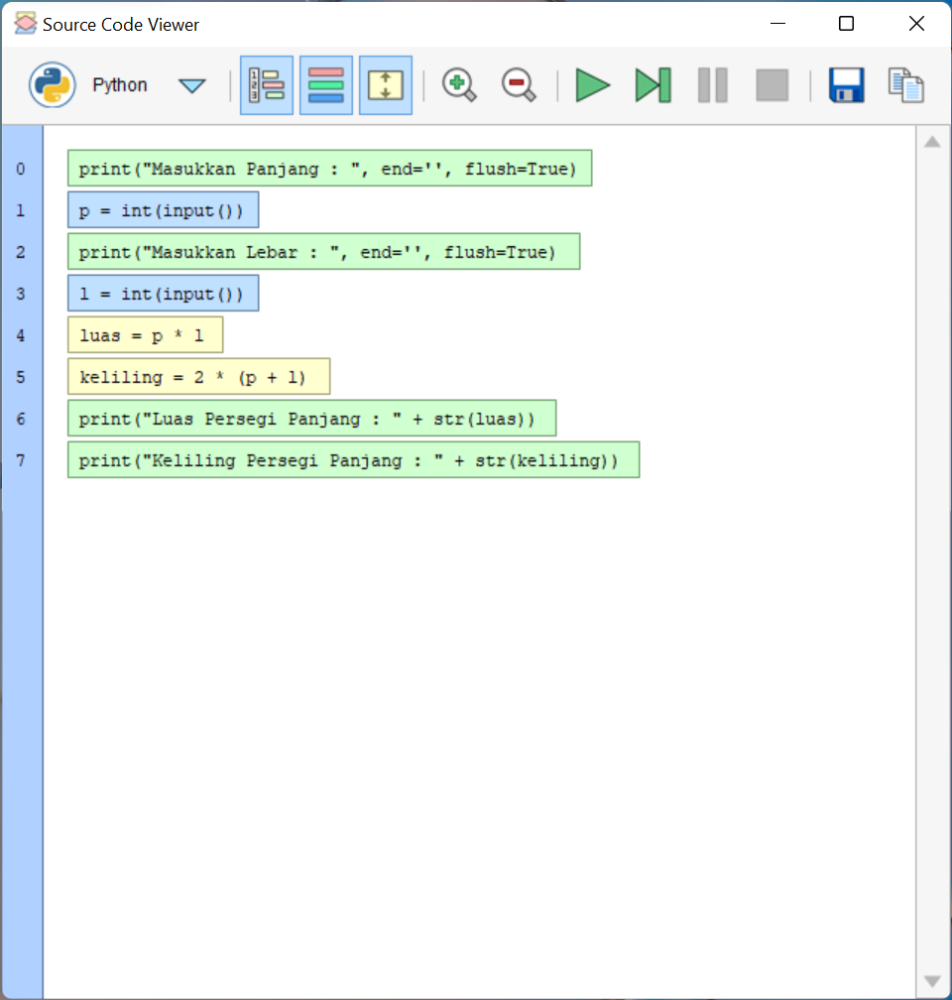 Source Code Viewer
Python
0 print("Masukkan Panjang : ", end='', flush=True)
1 p = int(input())
2 print("Masukkan Lebar : ", end='', flush=True)
3 l = int(input())
4 luas = p * l
5 keliling = 2 * (p + l)
6 print("Luas Persegi Panjang : " + str(luas))
7 print("Keliling Persegi Panjang : " + str(keliling))